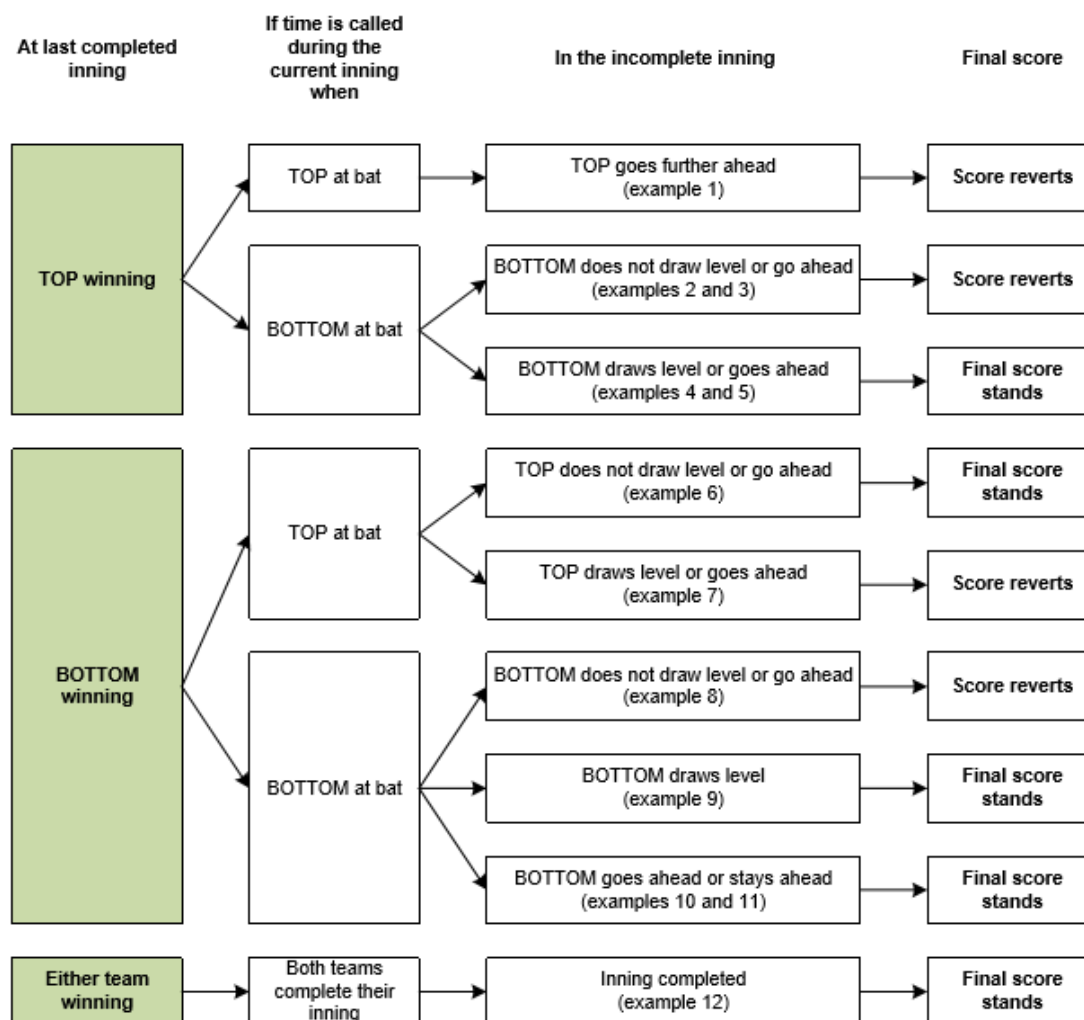 At last completed
inning
If time is called
during the
current inning
when
In the incomplete inning
Final score
TOP winning
TOP at bat
TOP goes further ahead
(example 1)
Score reverts
BOTTOM at bat
BOTTOM does not draw level or go ahead
(examples 2 and 3)
Score reverts
BOTTOM draws level or goes ahead
(examples 4 and 5)
Final score
stands
BOTTOM
winning
TOP at bat
TOP does not draw level or go ahead
(example 6)
Final score
stands
TOP draws level or goes ahead
(example 7)
Score reverts
BOTTOM at bat
BOTTOM does not draw level or go ahead
(example 8)
Score reverts
BOTTOM draws level
(example 9)
Final score
stands
BOTTOM goes ahead or stays ahead
(examples 10 and 11)
Final score
stands
Either team
winning
Both teams
complete their
inning
Inning completed
(example 12)
Final score
stands